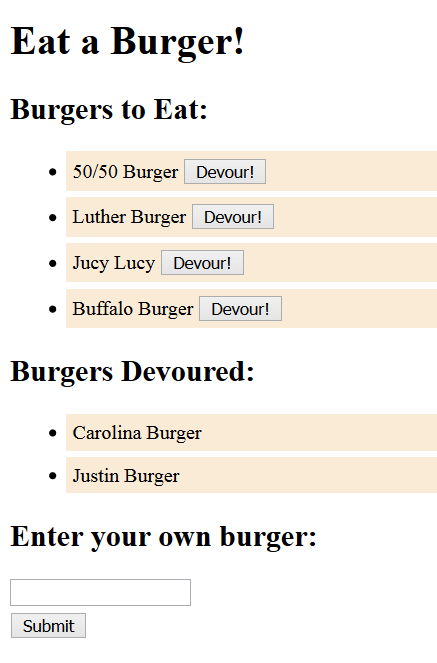 Eat a Burger!
Burgers to Eat:
50/50 Burger Devour!
Luther Burger Devour!
Jucy Lucy Devour!
Buffalo Burger Devour!
Burgers Devoured:
Carolina Burger
Justin Burger
Enter your own burger:
Submit